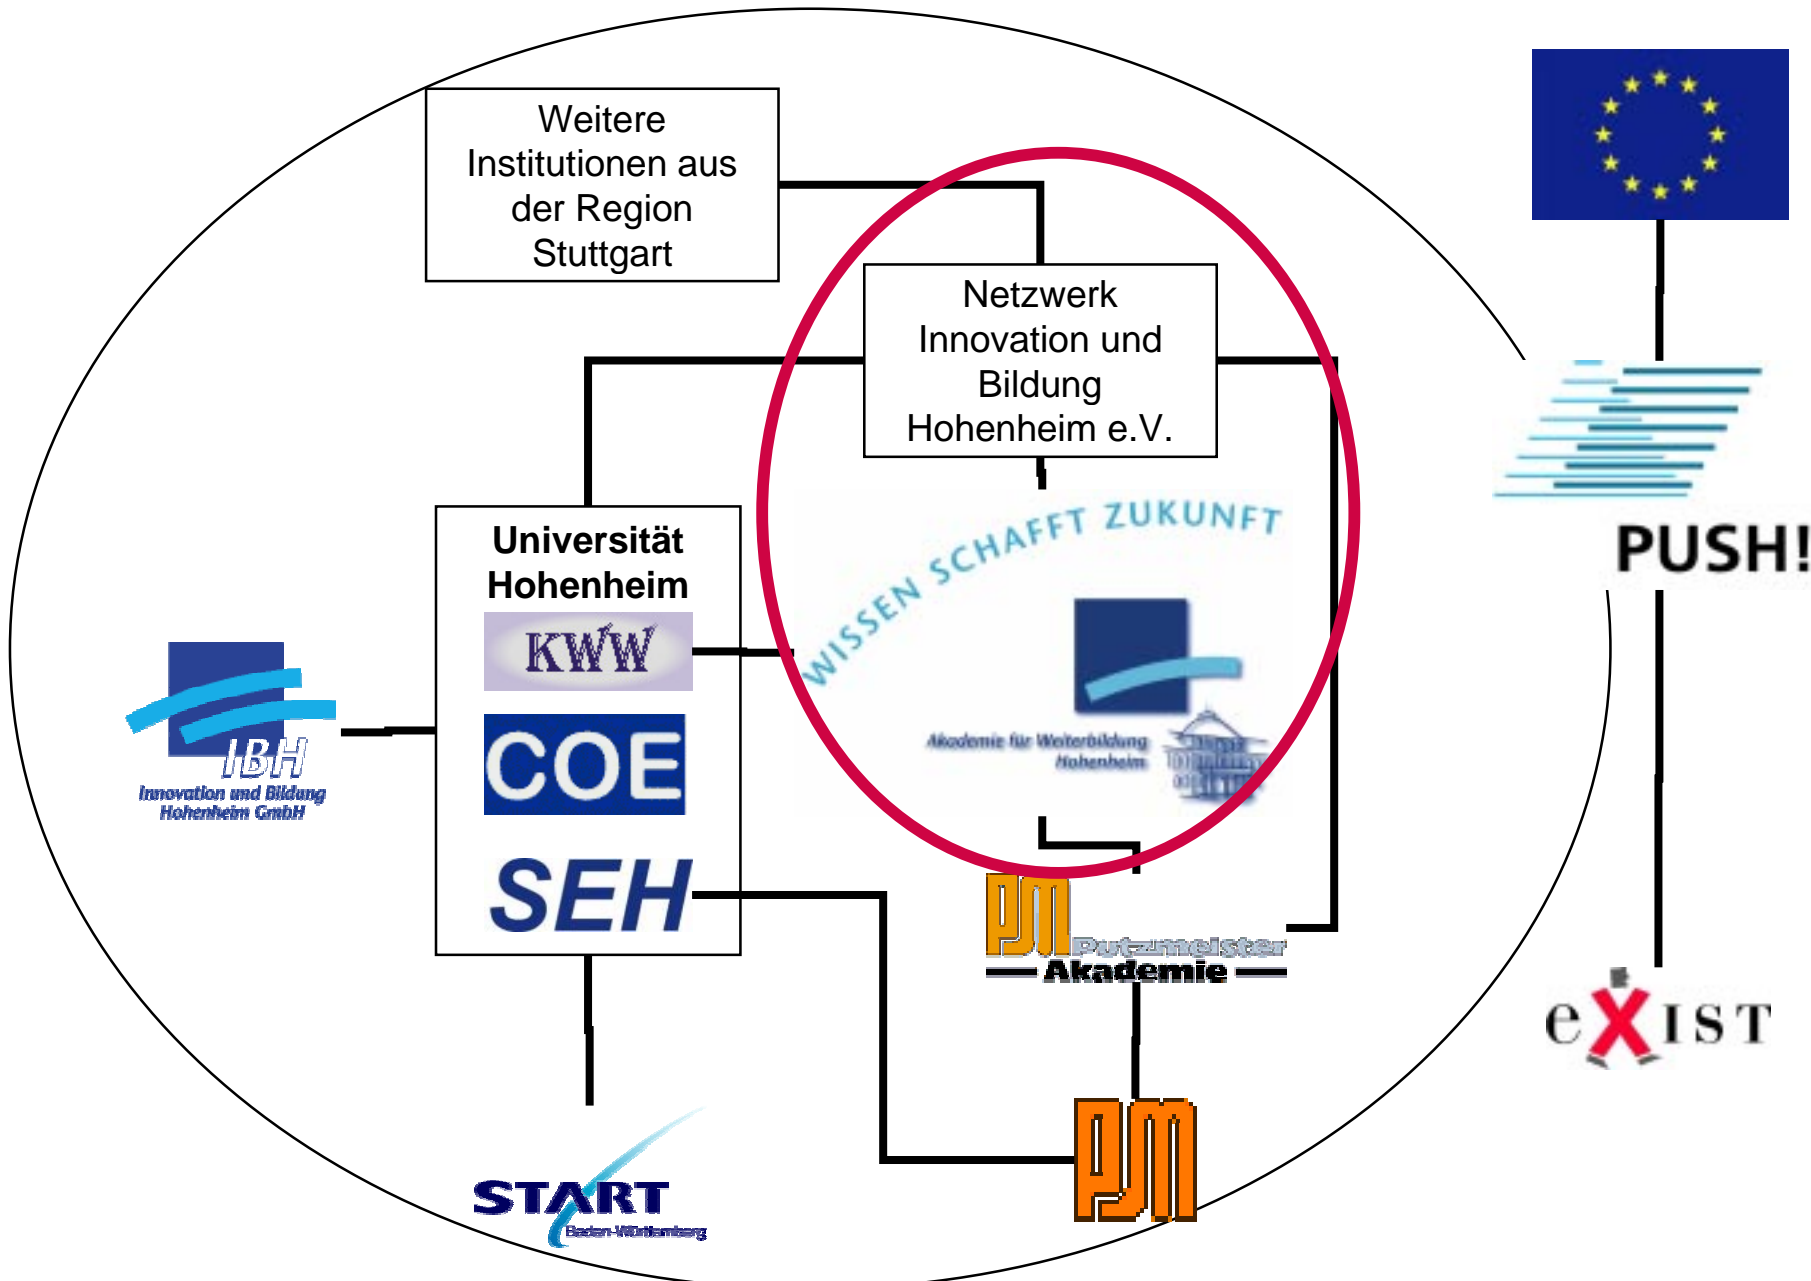 Weitere
Institutionen aus
der Region
Stuttgart
Netzwerk
Innovation und
Bildung
Hohenheim e.V.
PUSH!
WISSEN SCHAFFT ZUKUNFT
Universität
Hohenheim
KWW
COE
SEH
IBH
Innovation und Bildung
Hohenheim GmbH
Akademie für Weiterbildung
Hohenheim
PM
Putzmeister
Akademie
eXIST
PM
START
Baden-Württemberg